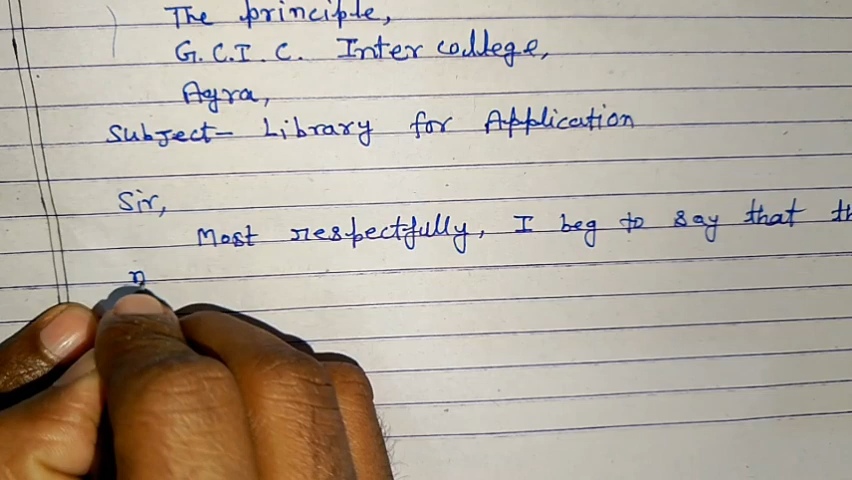 The principle,
G.C.I.C. Inter college,
Agra,
Subject- Library for Application
Sir,
Most respectfully, I beg to say that